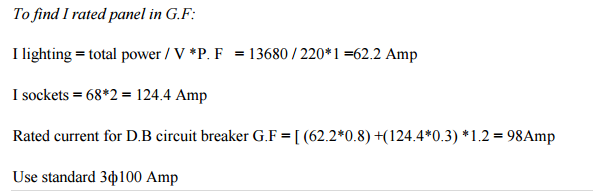 To find I rated panel in G.F:
I lighting = total power / V *P. F = 13680 / 220*1 =62.2 Amp
I sockets = 68*2 = 124.4 Amp
Rated current for D.B circuit breaker G.F = [ (62.2*0.8) +(124.4*0.3) *1.2 = 98Amp
Use standard 3ф100 Amp